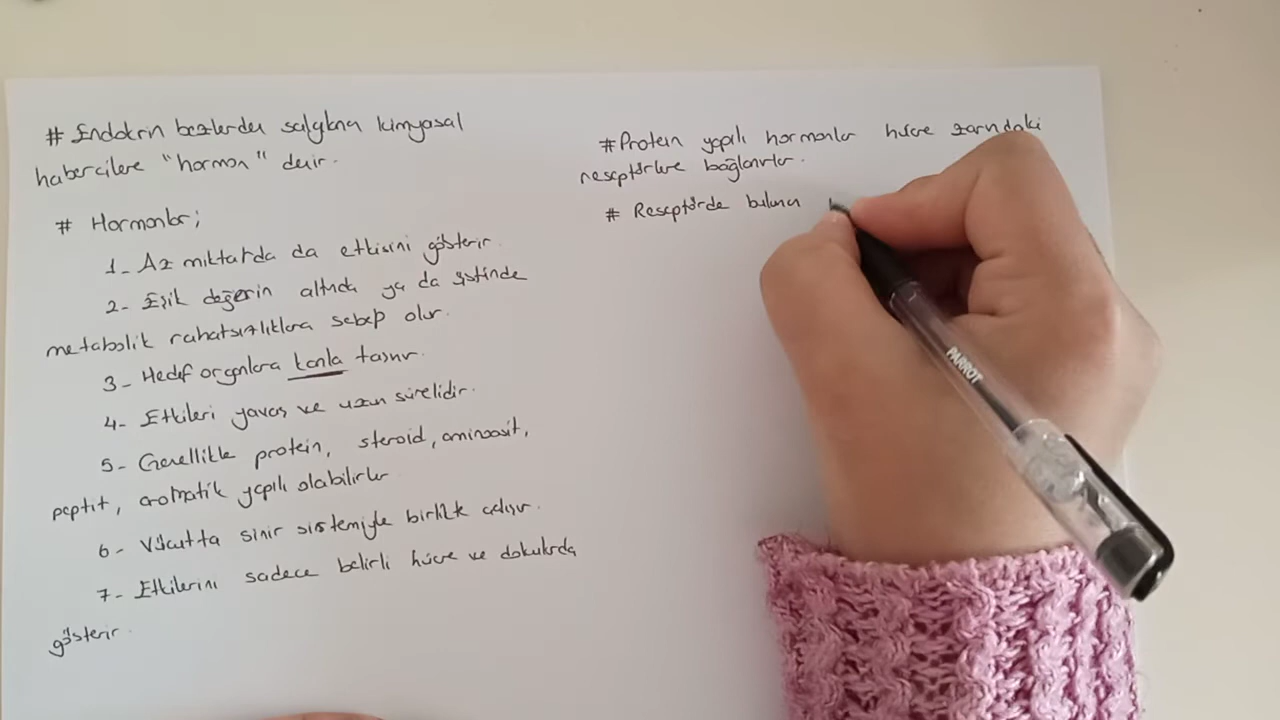 # Endokrin bezlerden salgılanan kimyasal
habercilere "hormon" denir.
# Hormonlar;
1- Az miktarda da etkisini gösterir
2- Eşik değerin altında ya da üstünde
metabolik rahatsızlıklara sebep olur.
3- Hedef organlara kanla taşınır.
4- Etkileri yavaş ve uzun sürelidir.
5- Genellikle protein, steroid, aminoasit,
peptit, aromatik yapılı olabilirler
6- Vücutta sinir sistemiyle birlikte çalışır.
7- Etkilerini sadece belirli hücre ve dokularda
gösterir.
# Protein yapılı hormonlar hücre zarındaki
reseptörlere bağlanırlar.
# Reseptörde bulunan
PARROT